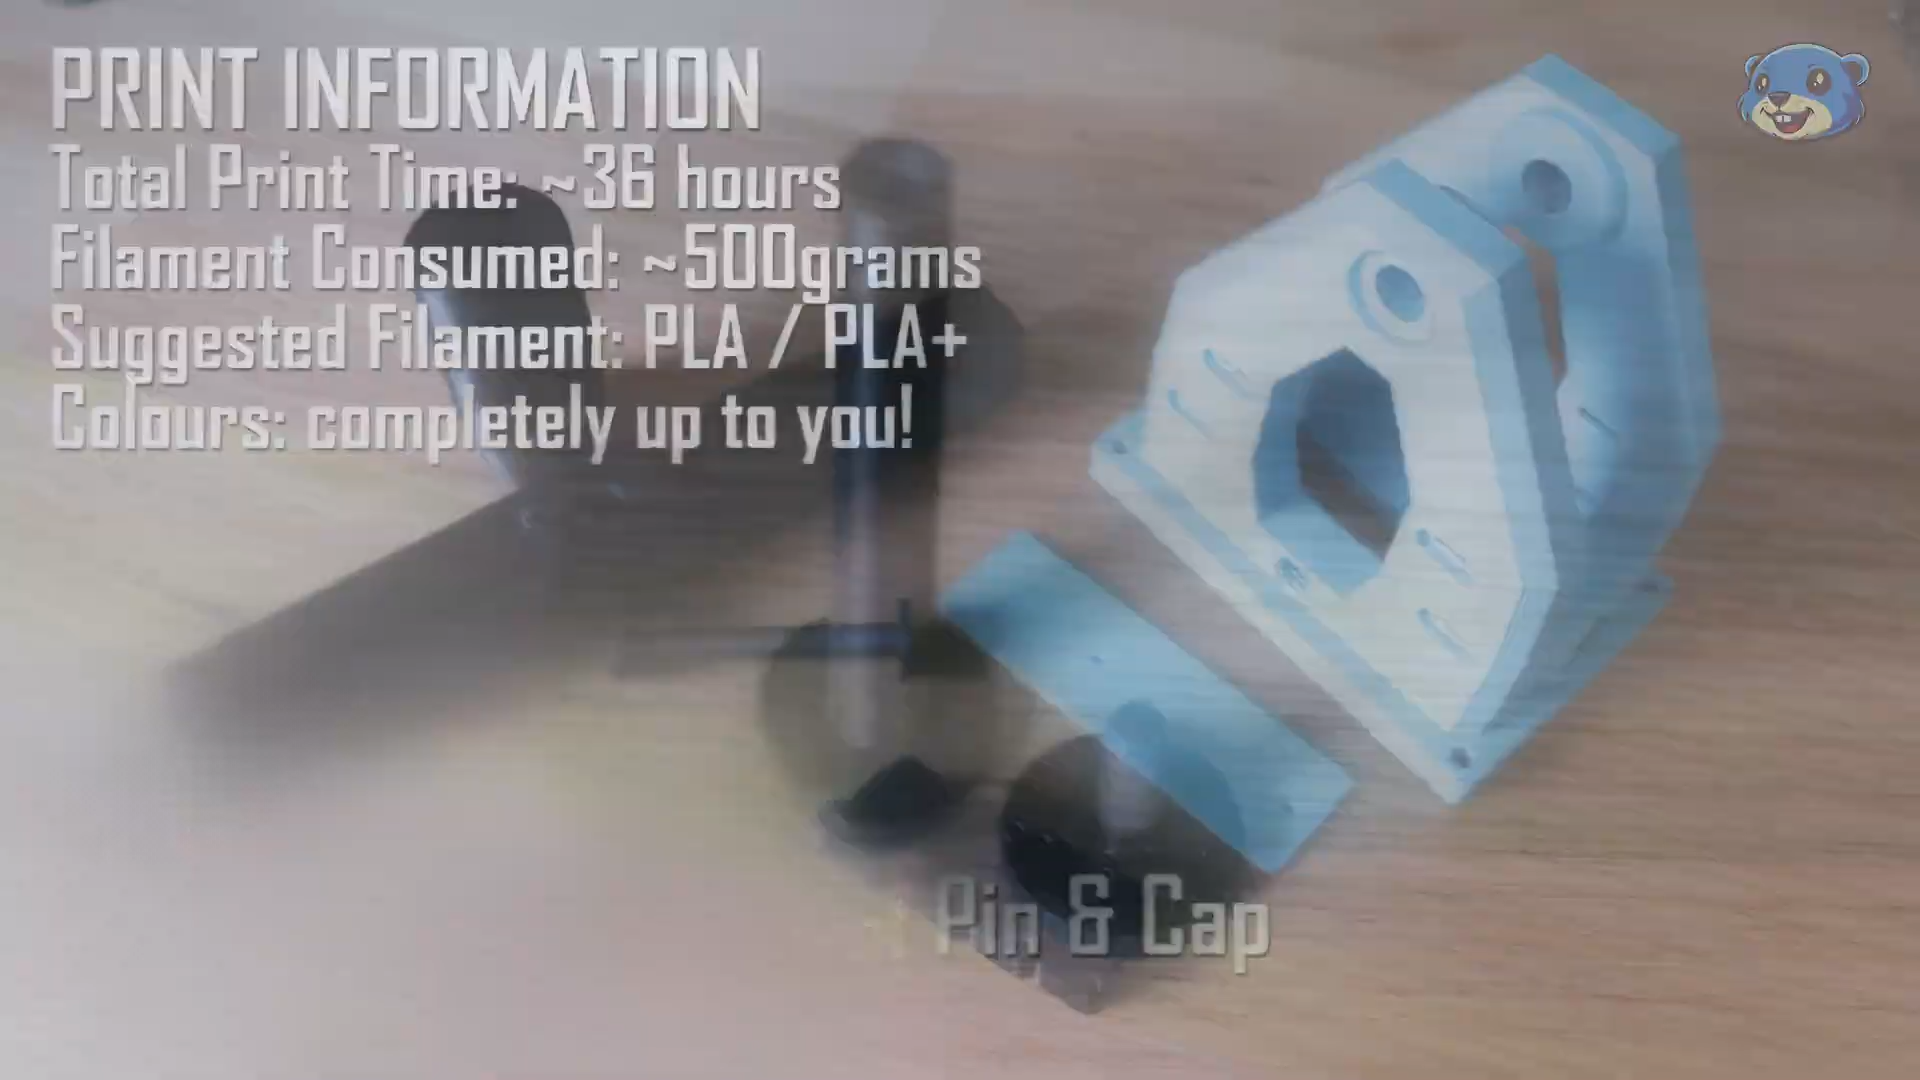 PRINT INFORMATION
Total Print Time: ~36 hours
Filament Consumed: ~500grams
Suggested Filament: PLA / PLA+
Colours: completely up to you!
Pin & Cap